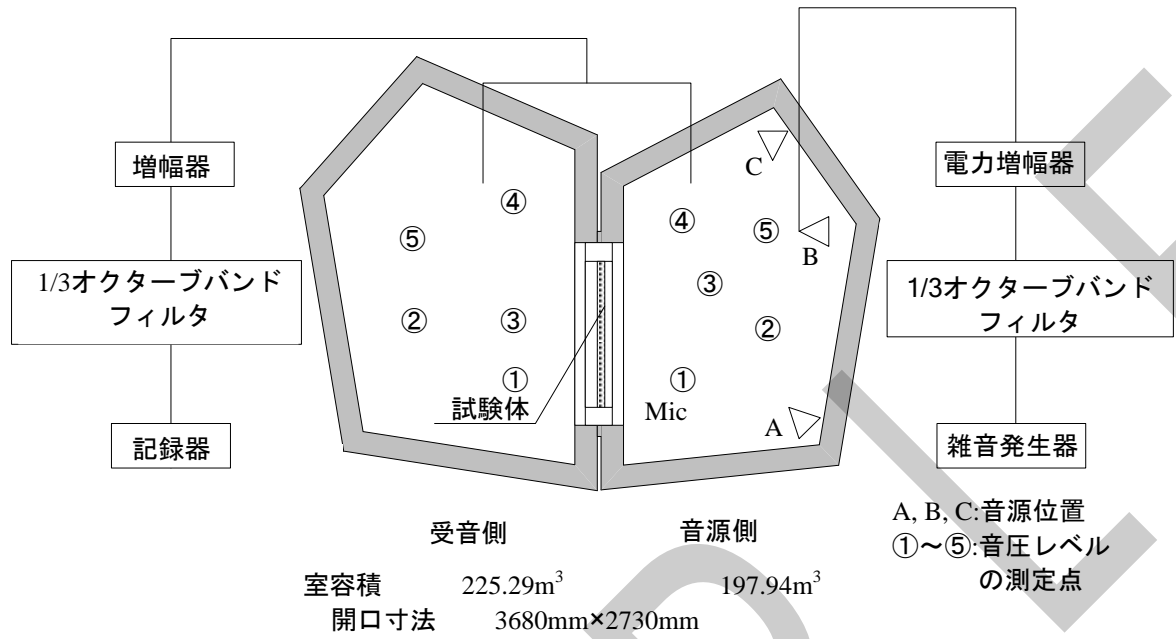 増幅器
1/3オクターブバンド
フィルタ
記録器
④
⑤
②
③
①
試験体
C
④
⑤
B
③
②
①
Mic
A
電力増幅器
1/3オクターブバンド
フィルタ
雑音発生器
A, B, C:音源位置
①～⑤:音圧レベル
の測定点
受音側 音源側
室容積 225.29m³ 197.94m³
開口寸法 3680mm×2730mm